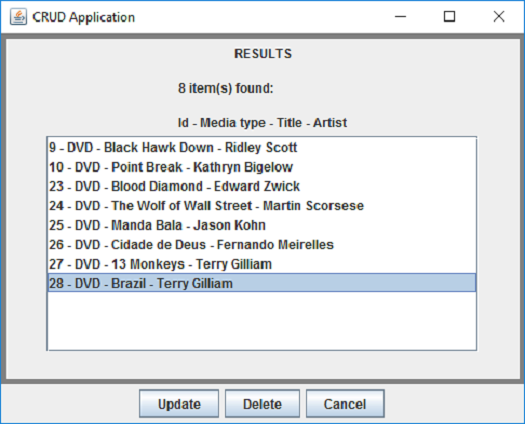 CRUD Application
RESULTS
8 item(s) found:
Id - Media type - Title - Artist
9 - DVD - Black Hawk Down - Ridley Scott
10 - DVD - Point Break - Kathryn Bigelow
23 - DVD - Blood Diamond - Edward Zwick
24 - DVD - The Wolf of Wall Street - Martin Scorsese
25 - DVD - Manda Bala - Jason Kohn
26 - DVD - Cidade de Deus - Fernando Meirelles
27 - DVD - 13 Monkeys - Terry Gilliam
28 - DVD - Brazil - Terry Gilliam
Update Delete Cancel